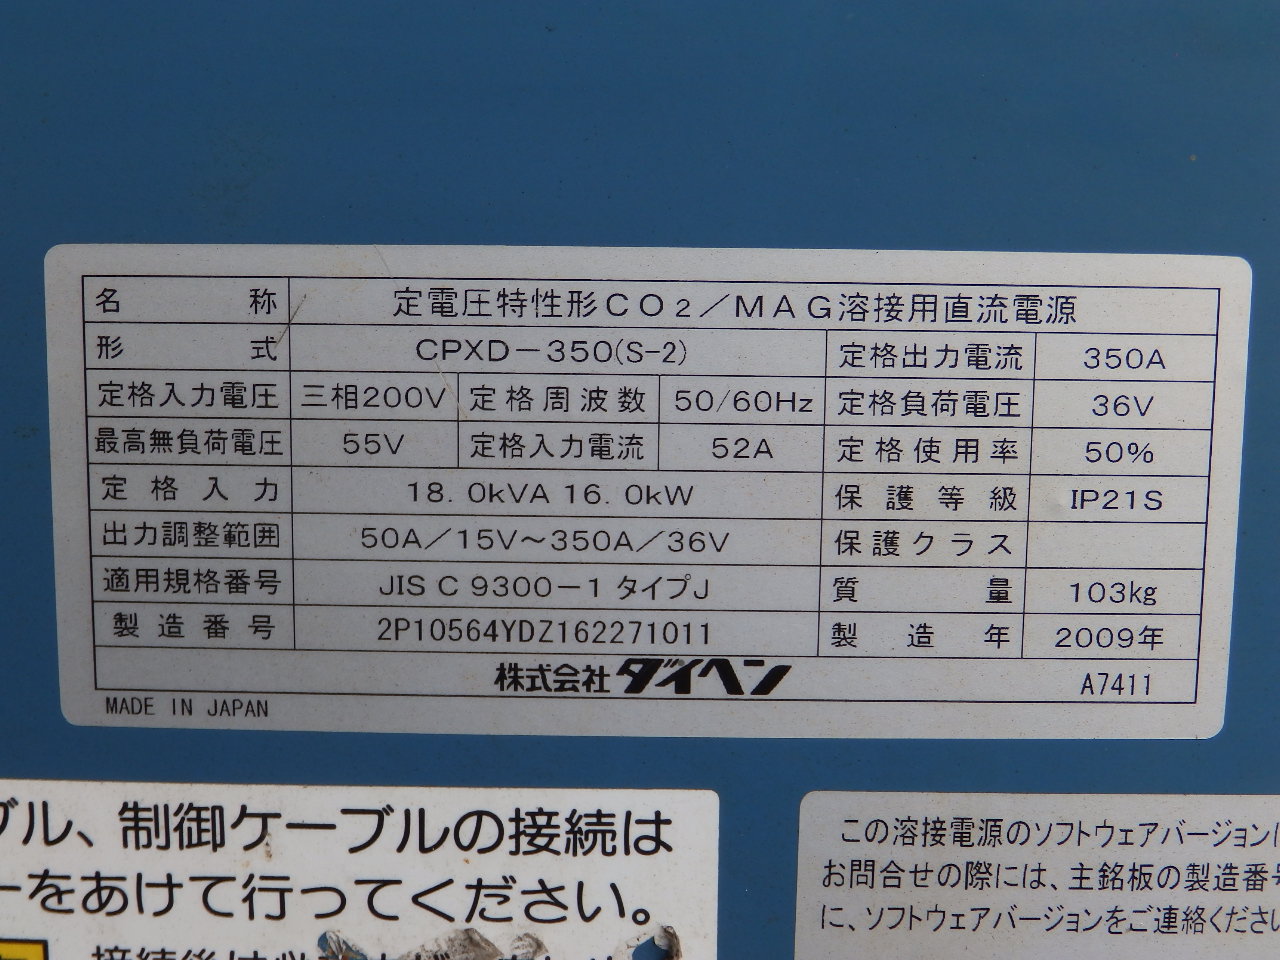 名称 定電圧特性形CO2／MAG溶接用直流電源
形式 CPXD－350(S-2) 定格出力電流 350A
定格入力電圧 三相200V 定格周波数 50/60Hz 定格負荷電圧 36V
最高無負荷電圧 55V 定格入力電流 52A 定格使用率 50%
定格入力 18.0kVA 16.0kW 保護等級 IP21S
出力調整範囲 50A／15V～350A／36V 保護クラス
適用規格番号 JIS C 9300－1 タイプJ 質量 103kg
製造番号 2P10564YDZ162271011 製造年 2009年
株式会社ダイヘン A7411
MADE IN JAPAN
ブル、制御ケーブルの接続は
ーをあけて行ってください。
この溶接電源のソフトウェアバージョンに
お問合せの際には、主銘板の製造番号
に、ソフトウェアバージョンをご連絡ください